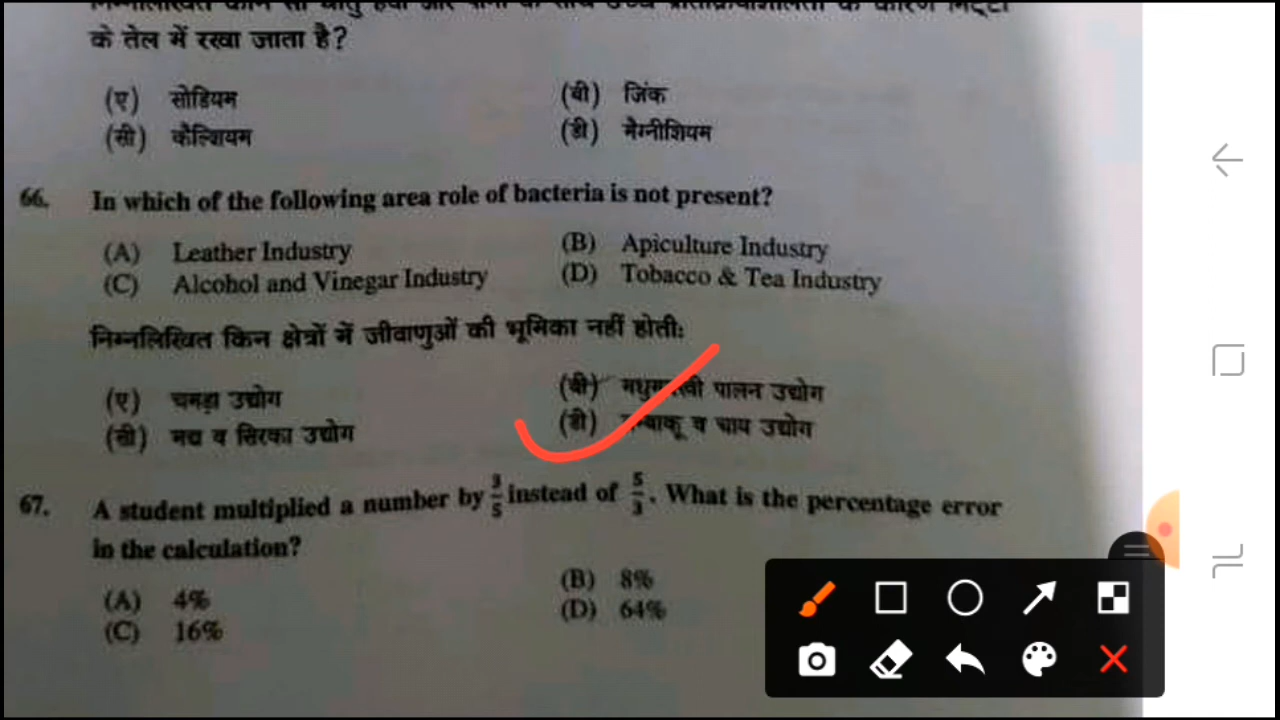 के तेल में रखा जाता है?
(ए) सोडियम (बी) जिंक
(सी) कैल्शियम (डी) मैग्नीशियम
66. In which of the following area role of bacteria is not present?
(A) Leather Industry (B) Apiculture Industry
(C) Alcohol and Vinegar Industry (D) Tobacco & Tea Industry
निम्नलिखित किन क्षेत्रों में जीवाणुओं की भूमिका नहीं होती:
(ए) चमड़ा उद्योग (बी) मधुमक्खी पालन उद्योग
(सी) मद्य व सिरका उद्योग (डी) तम्बाकू व चाय उद्योग
67. A student multiplied a number by 3/5 instead of 5/3. What is the percentage error
in the calculation?
(A) 4% (B) 8%
(C) 16% (D) 64%